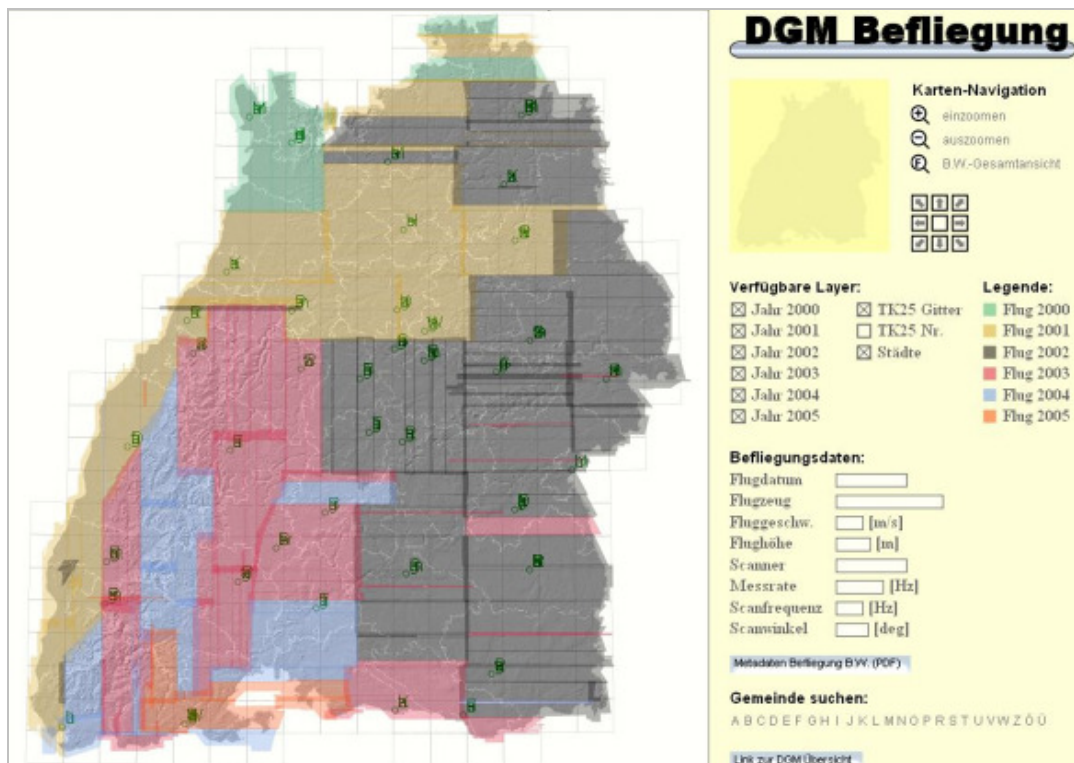 DGM Befliegung
Karten-Navigation
einzoomen
auszoomen
F B.W.-Gesamtansicht
Verfügbare Layer:
Jahr 2000
Jahr 2001
Jahr 2002
Jahr 2003
Jahr 2004
Jahr 2005
TK25 Gitter
TK25 Nr.
Städte
Legende:
Flug 2000
Flug 2001
Flug 2002
Flug 2003
Flug 2004
Flug 2005
Befliegungsdaten:
Flugdatum
Flugzeug
Fluggeschw. [m/s]
Flughöhe [m]
Scanner
Messrate [Hz]
Scanfrequenz [Hz]
Scanwinkel [deg]
Metadaten Befliegung B.W. (PDF)
Gemeinde suchen:
A B C D E F G H I J K L M N O P R S T U V W Z Ö Ü
Link zur DGM Übersicht